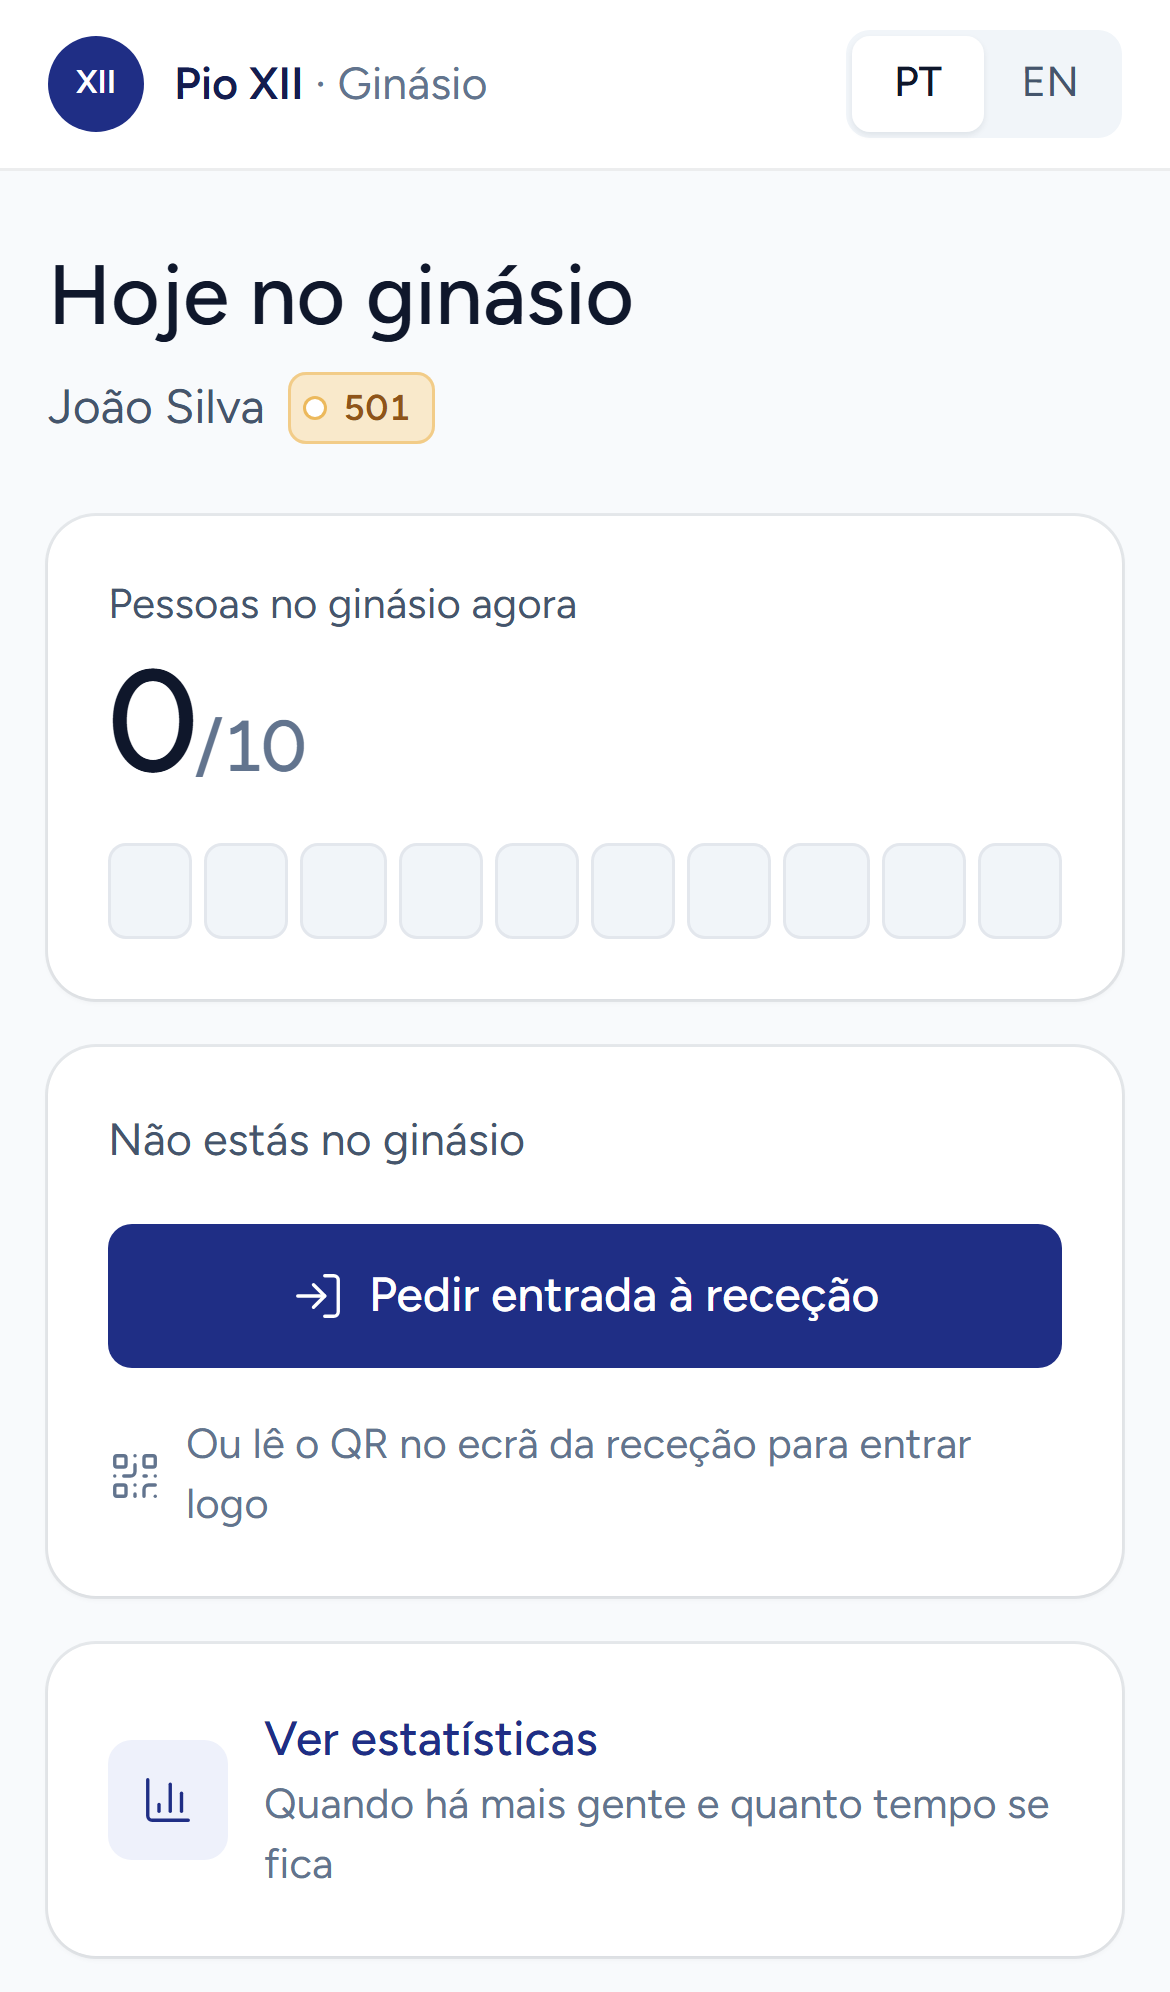 XII
Pio XII · Ginásio
PT EN
Hoje no ginásio
João Silva 501
Pessoas no ginásio agora
0/10
Não estás no ginásio
Pedir entrada à receção
Ou lê o QR no ecrã da receção para entrar
logo
Ver estatísticas
Quando há mais gente e quanto tempo se
fica